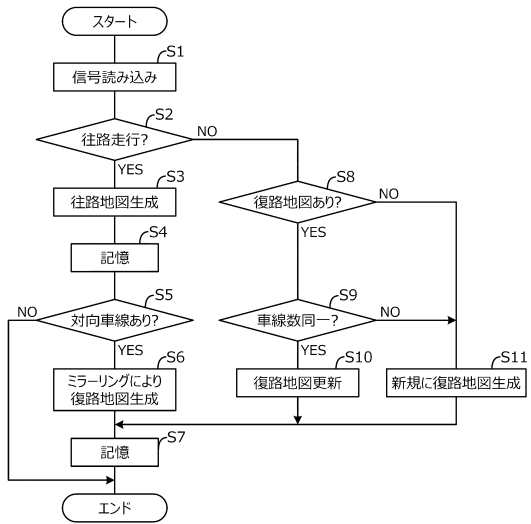 スタート
S1
信号読み込み
S2
往路走行?
NO
YES
S3
往路地図生成
S8
復路地図あり?
NO
YES
S4
記憶
S5
対向車線あり?
NO
YES
S9
車線数同一?
NO
YES
S6
ミラーリングにより
復路地図生成
S10
復路地図更新
S11
新規に復路地図生成
S7
記憶
エンド